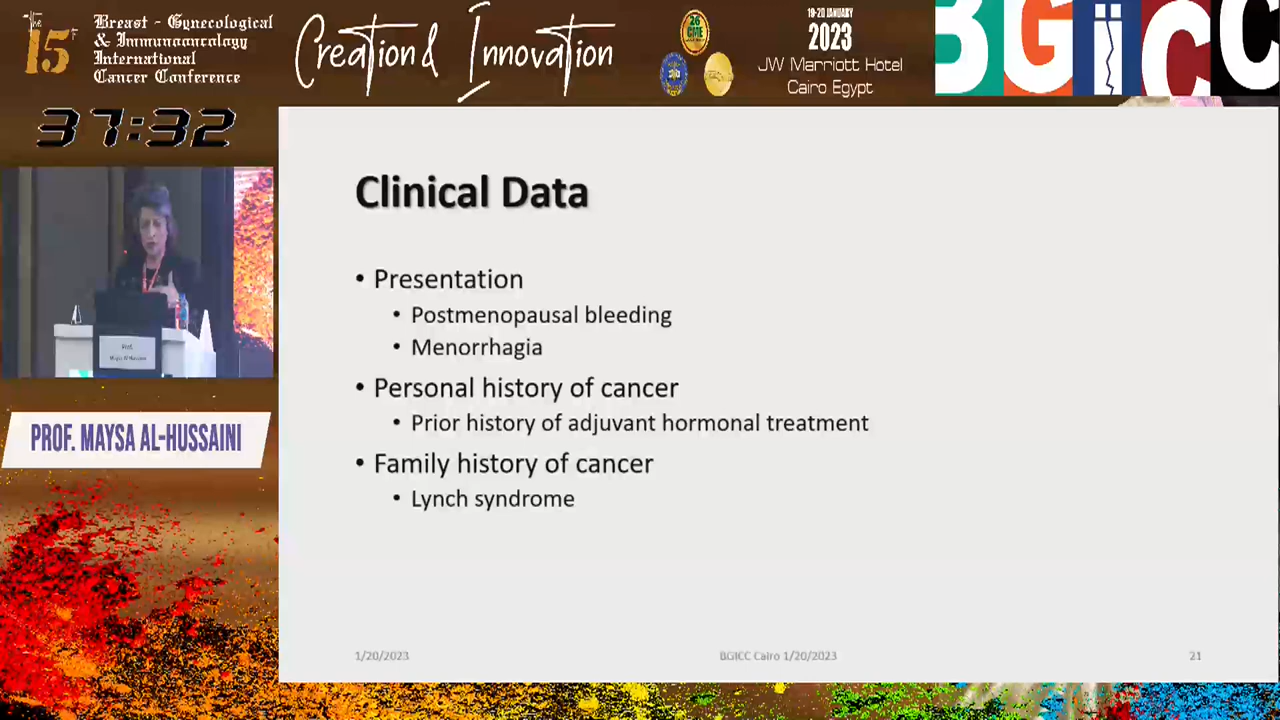 The 15th
Breast - Gynecological
& Immunooncology
International
Cancer Conference
Creation & Innovation
26
CME
19-20 JANUARY
2023
JW Marriott Hotel
Cairo Egypt
BGICC
37:32
Prof.
PROF. MAYSA AL-HUSSAINI
Clinical Data
• Presentation
• Postmenopausal bleeding
• Menorrhagia
• Personal history of cancer
• Prior history of adjuvant hormonal treatment
• Family history of cancer
• Lynch syndrome
1/20/2023
BGICC Cairo 1/20/2023
21